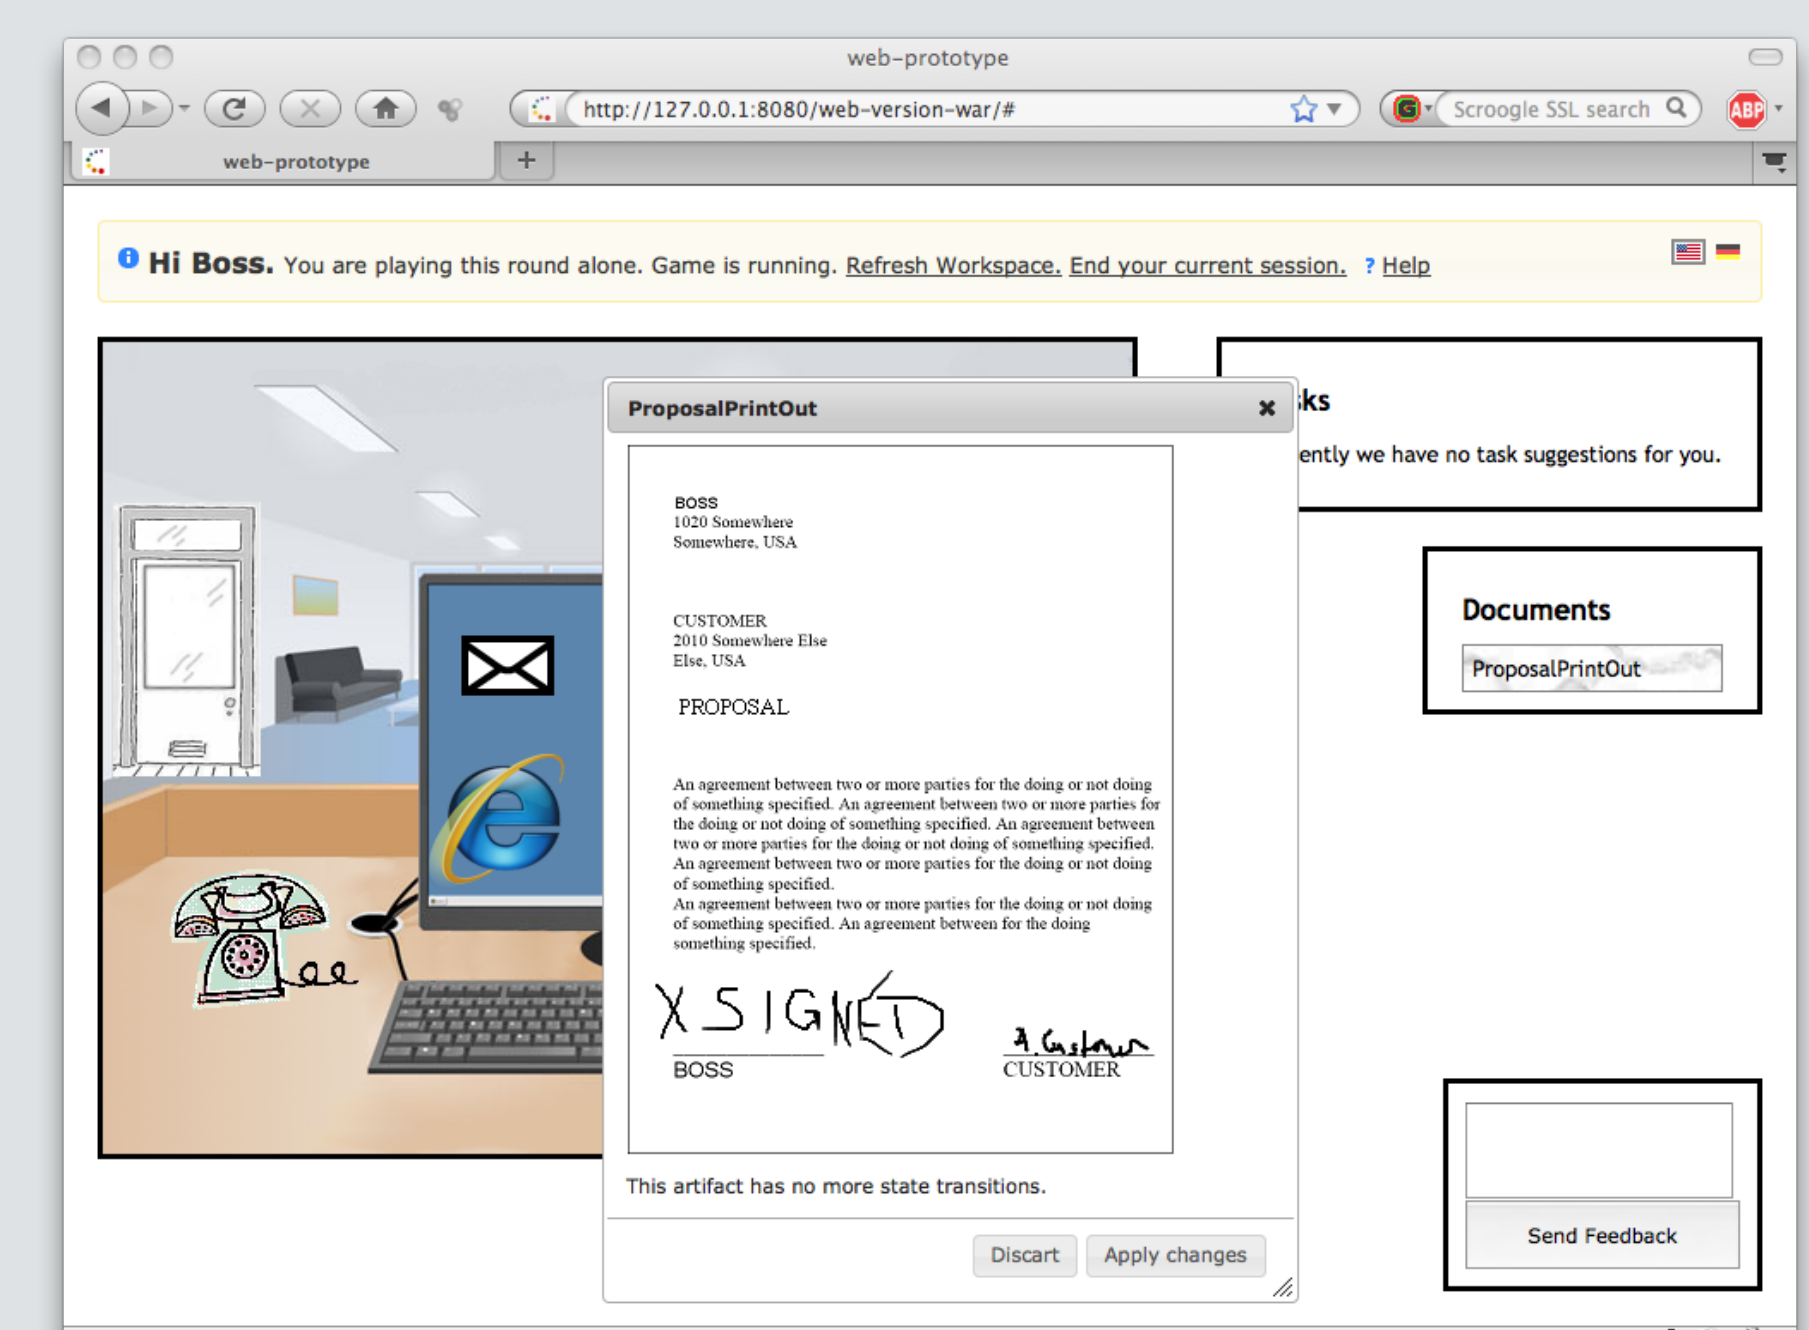 web-prototype
http://127.0.0.1:8080/web-version-war/#
G
Scroogle SSL search
ABP
web-prototype
+
Hi Boss. You are playing this round alone. Game is running. Refresh Workspace. End your current session. ? Help
ProposalPrintOut
BOSS
1020 Somewhere
Somewhere, USA
CUSTOMER
2010 Somewhere Else
Else, USA
PROPOSAL
An agreement between two or more parties for the doing or not doing
of something specified. An agreement between two or more parties for
the doing or not doing of something specified. An agreement between
two or more parties for the doing or not doing of something specified.
An agreement between two or more parties for the doing or not doing
of something specified.
An agreement between two or more parties for the doing or not doing
of something specified. An agreement between for the doing
something specified.
X SIGNED
BOSS
A. Customer
CUSTOMER
This artifact has no more state transitions.
Discart
Apply changes
sks
ently we have no task suggestions for you.
Documents
ProposalPrintOut
Send Feedback